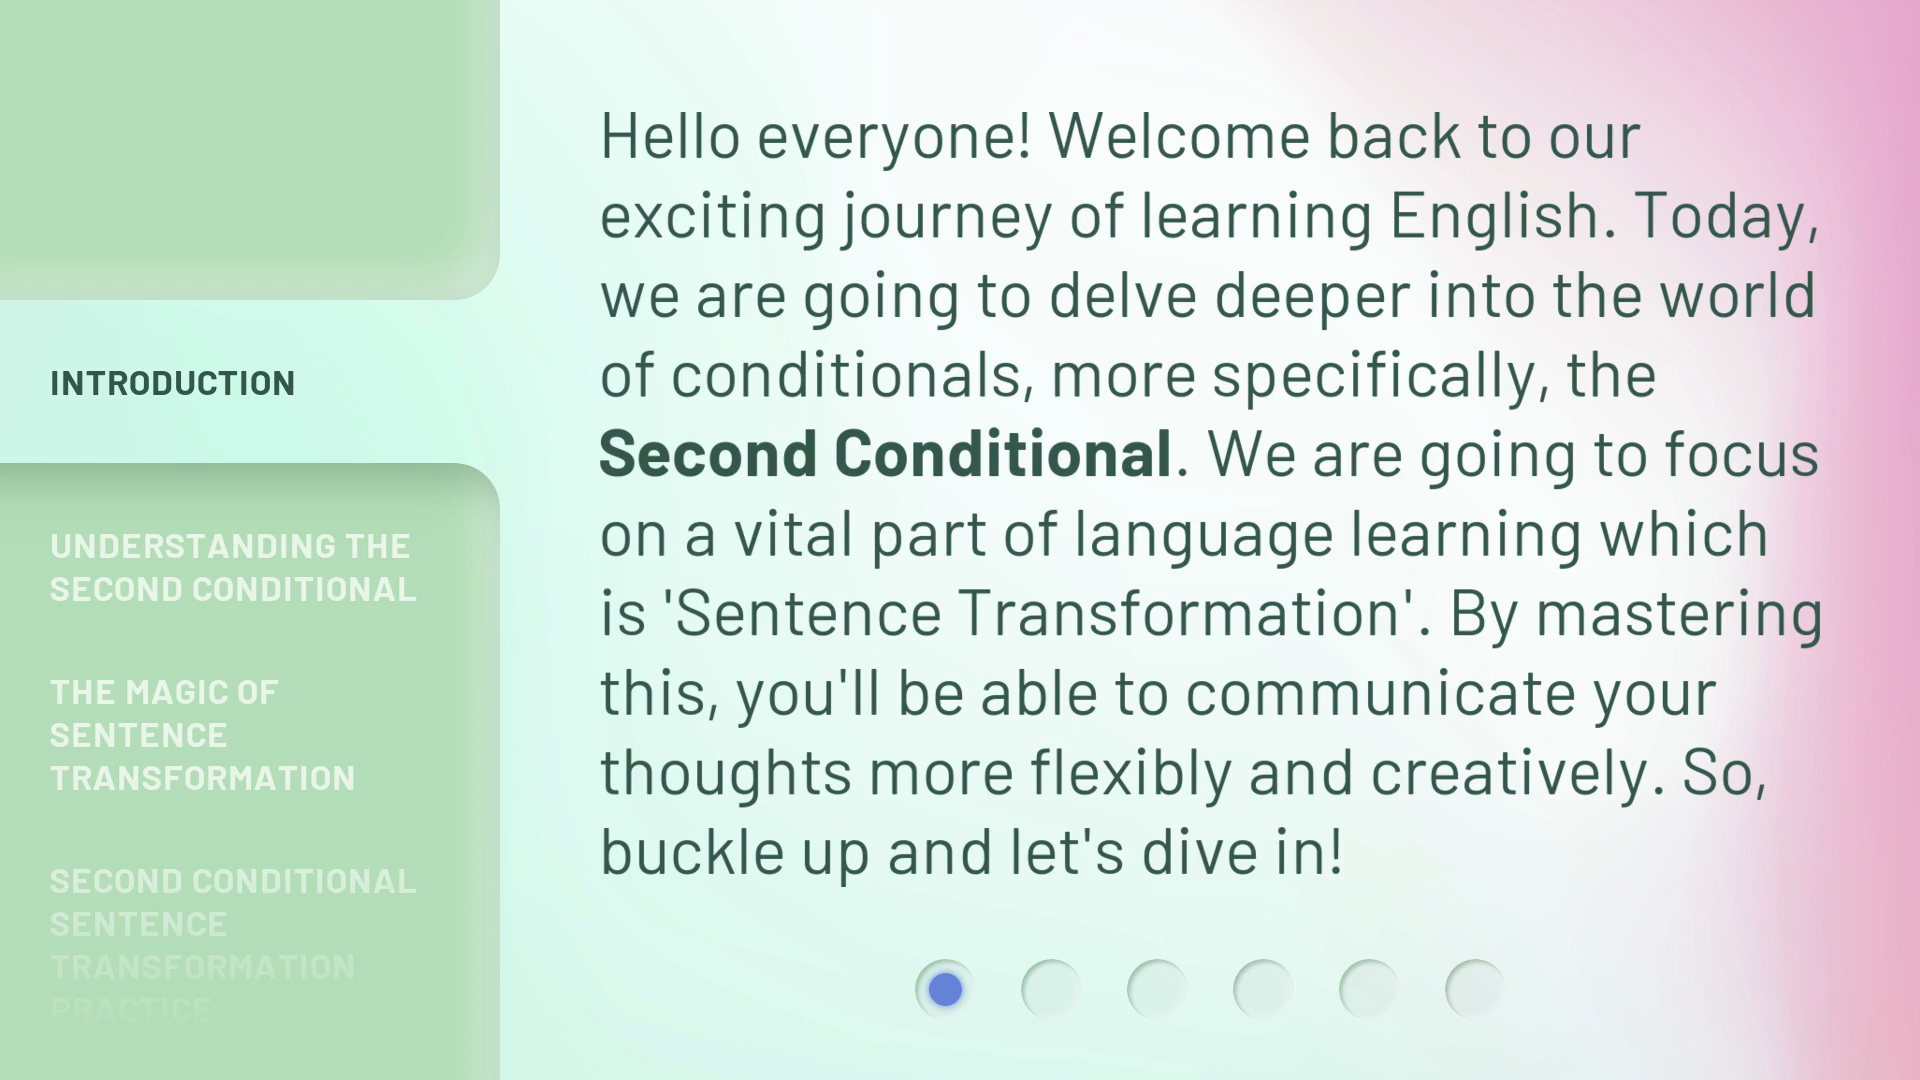 INTRODUCTION
UNDERSTANDING THE
SECOND CONDITIONAL
THE MAGIC OF
SENTENCE
TRANSFORMATION
SECOND CONDITIONAL
SENTENCE
TRANSFORMATION
PRACTICE
Hello everyone! Welcome back to our
exciting journey of learning English. Today,
we are going to delve deeper into the world
of conditionals, more specifically, the
Second Conditional. We are going to focus
on a vital part of language learning which
is 'Sentence Transformation'. By mastering
this, you'll be able to communicate your
thoughts more flexibly and creatively. So,
buckle up and let's dive in!